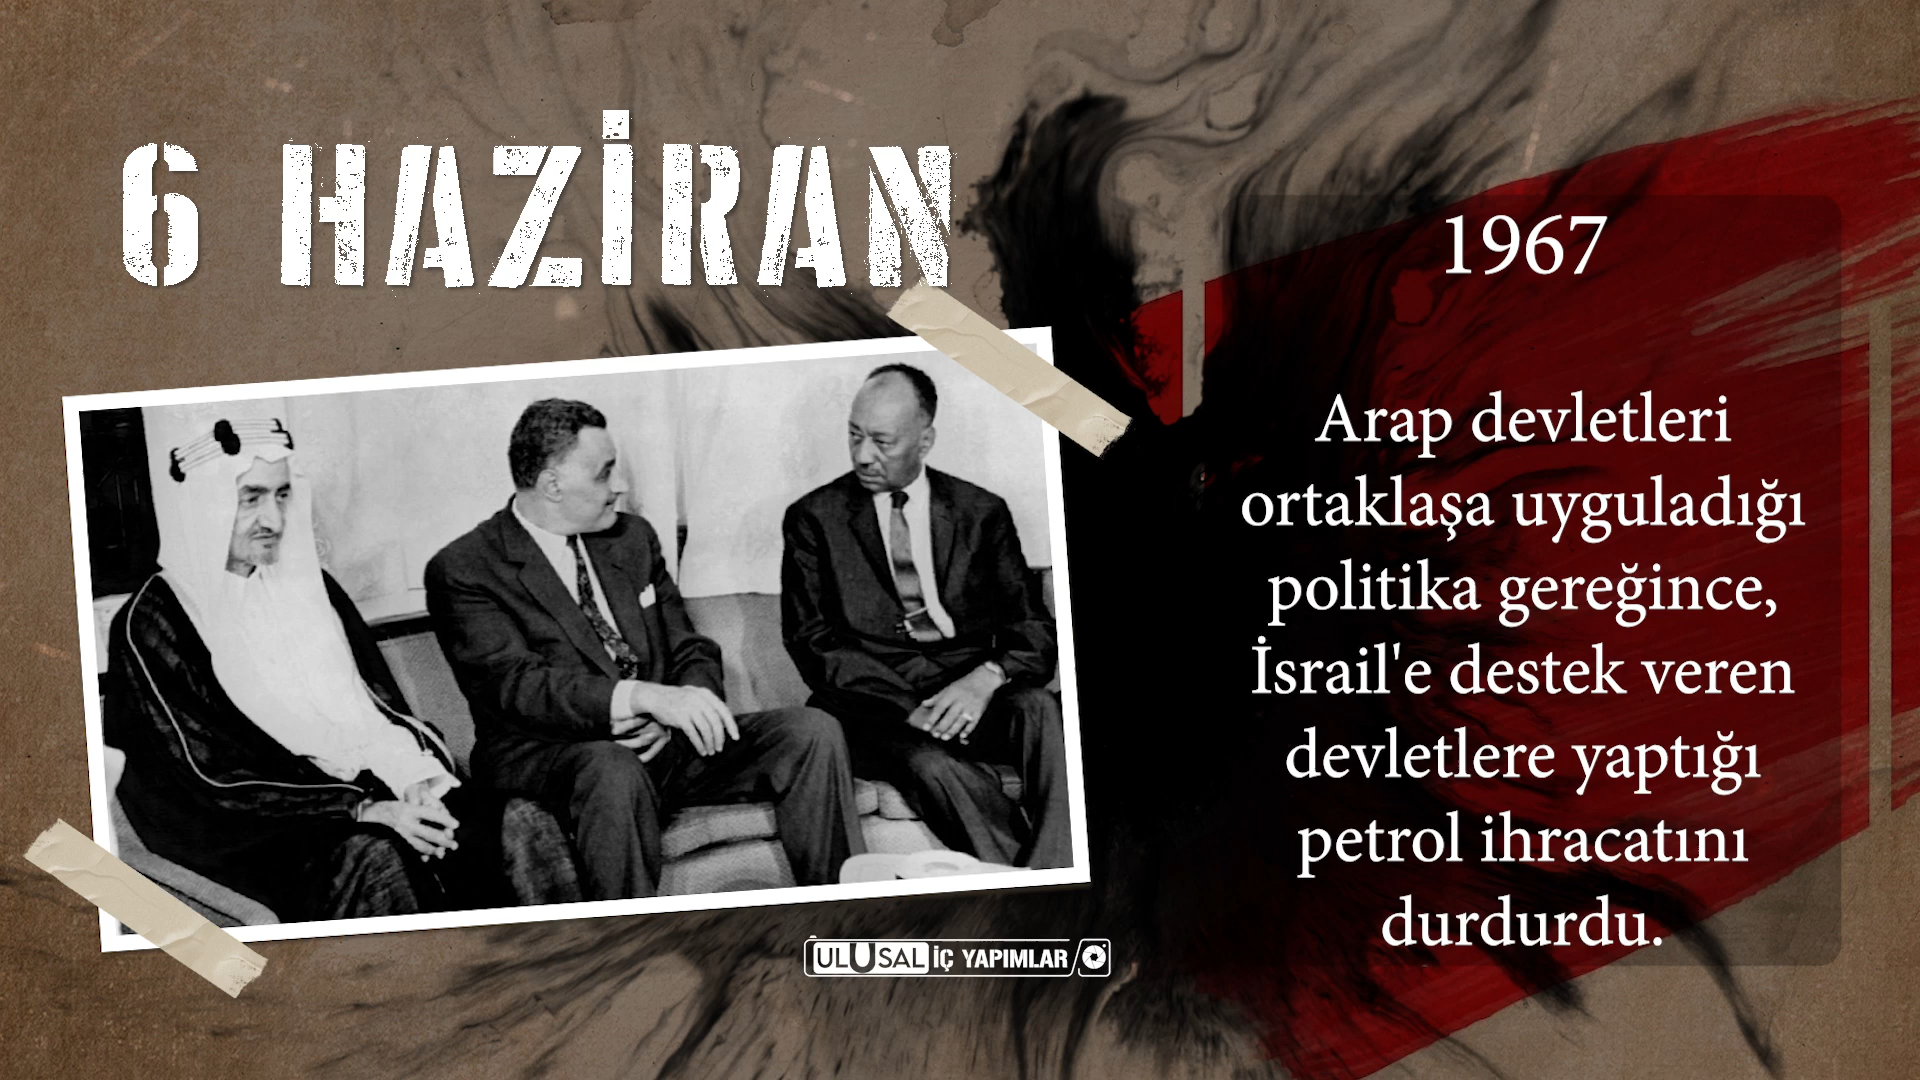 6 HAZİRAN
1967
Arap devletleri
ortaklaşa uyguladığı
politika gereğince,
İsrail'e destek veren
devletlere yaptığı
petrol ihracatını
durdurdu.
ULUSAL İÇ YAPIMLAR